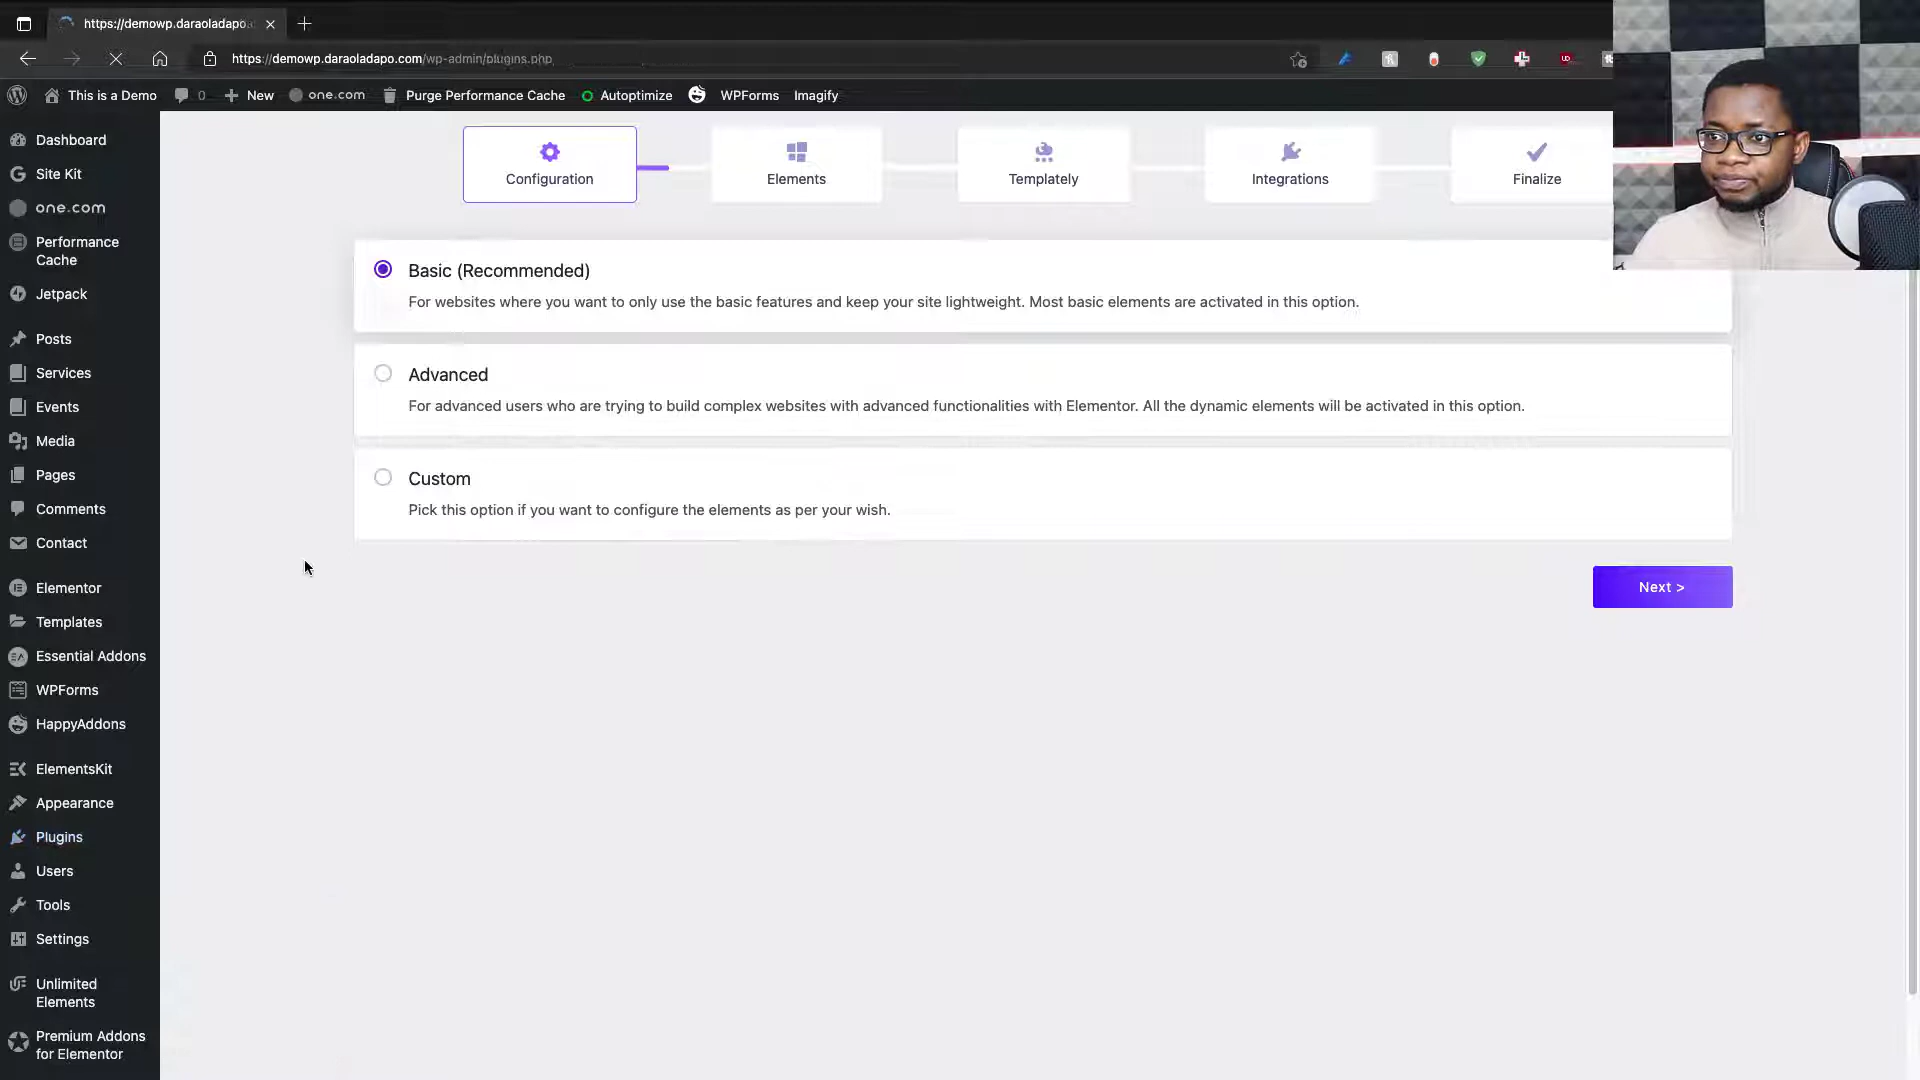 https://demowp.daraoladapo.
https://demowp.daraoladapo.com/wp-admin/plugins.php
This is a Demo 0 New one.com Purge Performance Cache Autoptimize WPForms Imagify
Dashboard
Site Kit
one.com
Performance
Cache
Jetpack
Posts
Services
Events
Media
Pages
Comments
Contact
Elementor
Templates
Essential Addons
WPForms
HappyAddons
ElementsKit
Appearance
Plugins
Users
Tools
Settings
Unlimited
Elements
Premium Addons
for Elementor
Configuration
Elements
Templately
Integrations
Finalize
Basic (Recommended)
For websites where you want to only use the basic features and keep your site lightweight. Most basic elements are activated in this option.
Advanced
For advanced users who are trying to build complex websites with advanced functionalities with Elementor. All the dynamic elements will be activated in this option.
Custom
Pick this option if you want to configure the elements as per your wish.
Next >